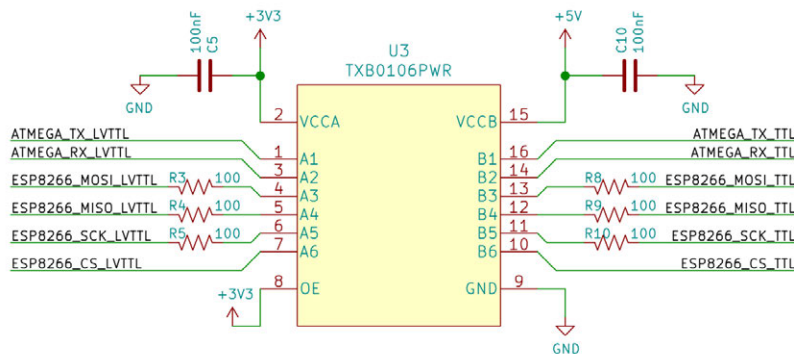 +3V3
+5V
100nF
C5
C10
100nF
U3
TXB0106PWR
GND
GND
2
VCCA
VCCB
15
ATMEGA_TX_LVTTL
1
A1
B1
16
ATMEGA_TX_TTL
ATMEGA_RX_LVTTL
3
A2
B2
14
ATMEGA_RX_TTL
ESP8266_MOSI_LVTTL
R3
100
4
A3
B3
13
R8
100
ESP8266_MOSI_TTL
ESP8266_MISO_LVTTL
R4
100
5
A4
B4
12
R9
100
ESP8266_MISO_TTL
ESP8266_SCK_LVTTL
R5
100
6
A5
B5
11
R10
100
ESP8266_SCK_TTL
ESP8266_CS_LVTTL
7
A6
B6
10
ESP8266_CS_TTL
+3V3
8
OE
GND
9
GND